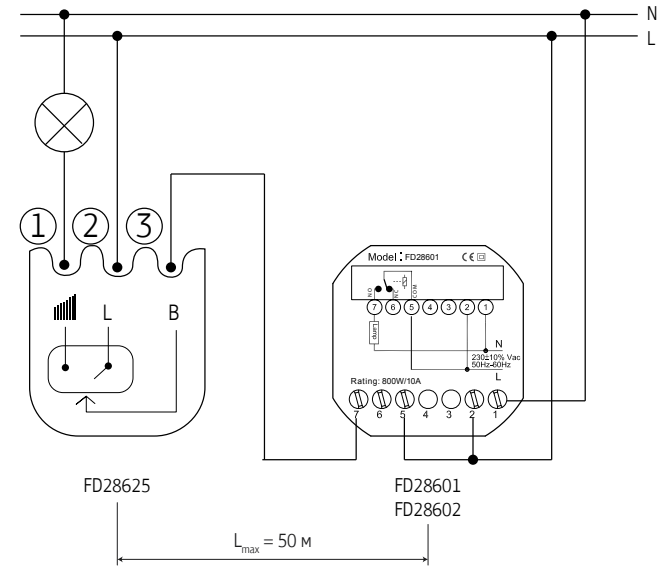 N
L
1 2 3
L B
Model : FD28601 CE
NO NC COM
7 6 5 4 3 2 1
Lamp
N
230±10% Vac
50Hz-60Hz
L
Rating: 800W/10A
7 6 5 4 3 2 1
FD28625
FD28601
FD28602
Lmax = 50 м